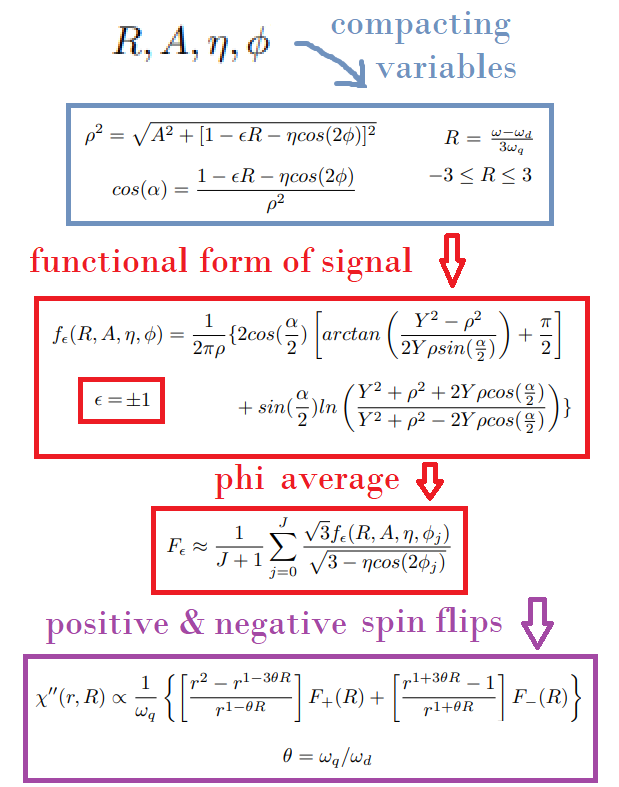 R, A, η, ϕ
compacting
variables
ρ² = √(A² + [1 − ϵR − ηcos(2ϕ)]²)
R = (ω−ω_d)/(3ω_q)
cos(α) = (1 − ϵR − ηcos(2ϕ))/ρ²
−3 ≤ R ≤ 3
functional form of signal
f_ϵ(R, A, η, ϕ) = 1/(2πρ) {2cos(α/2) [arctan ((Y² − ρ²)/(2Yρsin(α/2))) + π/2]
ϵ = ±1
+ sin(α/2)ln ((Y² + ρ² + 2Yρcos(α/2))/(Y² + ρ² − 2Yρcos(α/2)))}
phi average
F_ϵ ≈ 1/(J + 1) ∑_{j=0}^{J} (√3f_ϵ(R, A, η, ϕ_j))/(√(3 − ηcos(2ϕ_j)))
positive & negative spin flips
χ″(r, R) ∝ 1/ω_q {[(r² − r^{1−3θR})/(r^{1−θR})] F₊(R) + [(r^{1+3θR} − 1)/(r^{1+θR})] F₋(R)}
θ = ω_q/ω_d